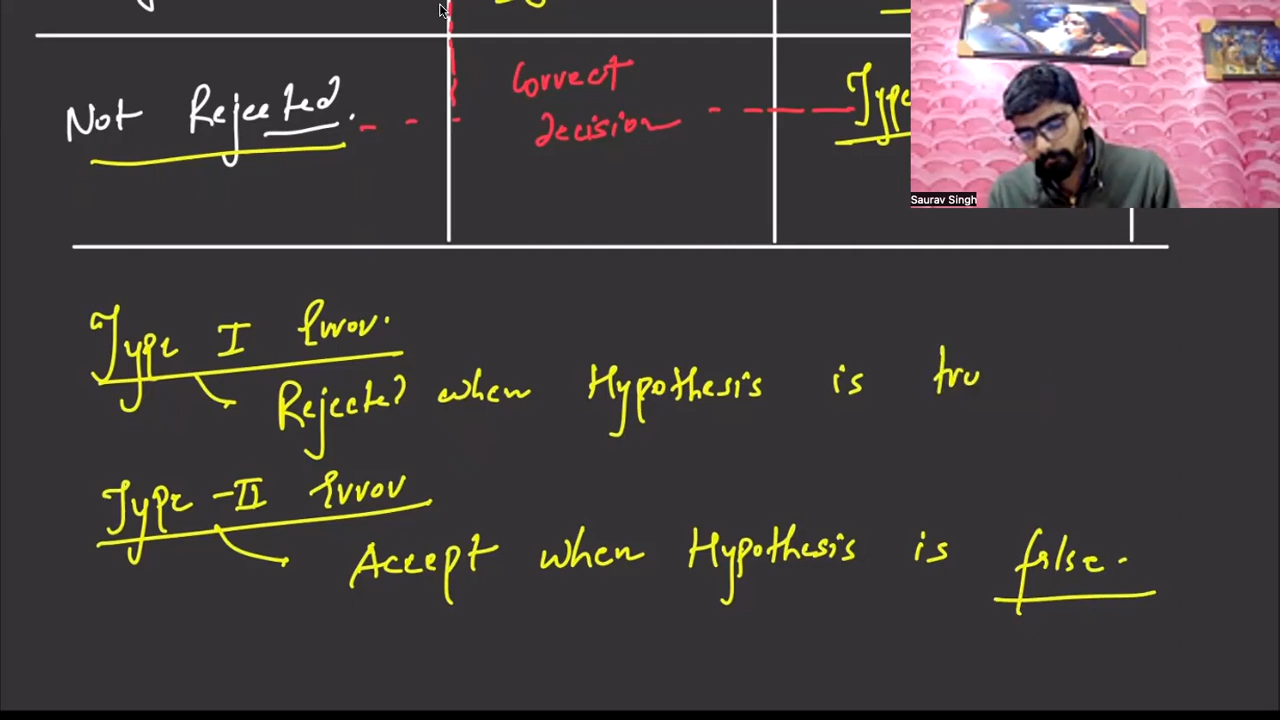 Not Rejected.
Correct
decision
Type
Saurav Singh
Type I Error.
Rejected when Hypothesis is tru
Type -II Error
Accept when Hypothesis is false.